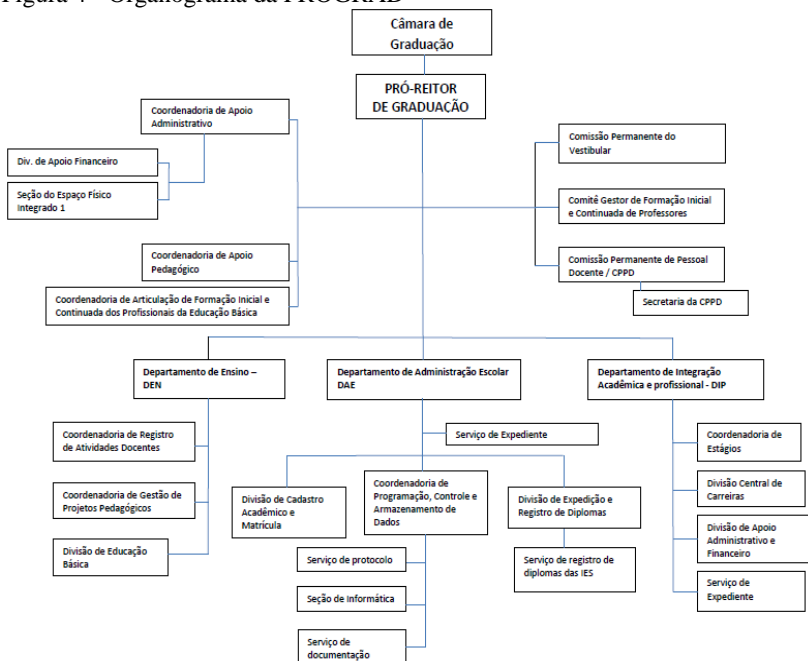 Figura 4 - Organograma da PROGRAD
Câmara de
Graduação
PRÓ-REITOR
DE GRADUAÇÃO
Coordenadoria de Apoio
Administrativo
Div. de Apoio Financeiro
Seção do Espaço Físico
Integrado 1
Coordenadoria de Apoio
Pedagógico
Coordenadoria de Articulação de Formação Inicial e
Continuada dos Profissionais da Educação Básica
Comissão Permanente do
Vestibular
Comitê Gestor de Formação Inicial
e Continuada de Professores
Comissão Permanente de Pessoal
Docente / CPPD
Secretaria da CPPD
Departamento de Ensino –
DEN
Departamento de Administração Escolar
DAE
Departamento de Integração
Acadêmica e profissional - DIP
Coordenadoria de Registro
de Atividades Docentes
Coordenadoria de Gestão de
Projetos Pedagógicos
Divisão de Educação
Básica
Serviço de Expediente
Divisão de Cadastro
Acadêmico e
Matrícula
Coordenadoria de
Programação, Controle e
Armazenamento de
Dados
Divisão de Expedição e
Registro de Diplomas
Serviço de protocolo
Seção de Informática
Serviço de
documentação
Serviço de registro de
diplomas das IES
Coordenadoria de
Estágios
Divisão Central de
Carreiras
Divisão de Apoio
Administrativo e
Financeiro
Serviço de
Expediente